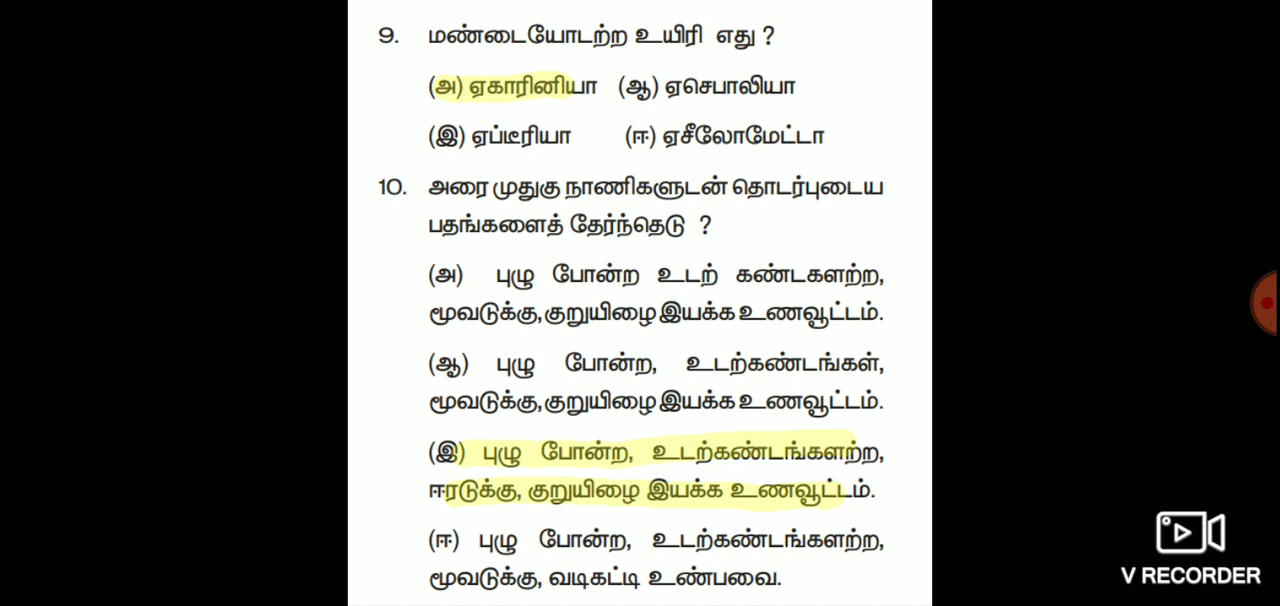 9. மண்டையோடற்ற உயிரி எது ?
(அ) ஏகாரினியா (ஆ) ஏசெபாலியா
(இ) ஏப்டீரியா (ஈ) ஏசீலோமேட்டா
10. அரை முதுகு நாணிகளுடன் தொடர்புடைய
பதங்களைத் தேர்ந்தெடு ?
(அ) புழு போன்ற உடற் கண்டகளற்ற,
மூவடுக்கு,குறுயிழை இயக்க உணவூட்டம்.
(ஆ) புழு போன்ற, உடற்கண்டங்கள்,
மூவடுக்கு,குறுயிழை இயக்க உணவூட்டம்.
(இ) புழு போன்ற, உடற்கண்டங்களற்ற,
ஈரடுக்கு, குறுயிழை இயக்க உணவூட்டம்.
(ஈ) புழு போன்ற, உடற்கண்டங்களற்ற,
மூவடுக்கு, வடிகட்டி உண்பவை.
V RECORDER